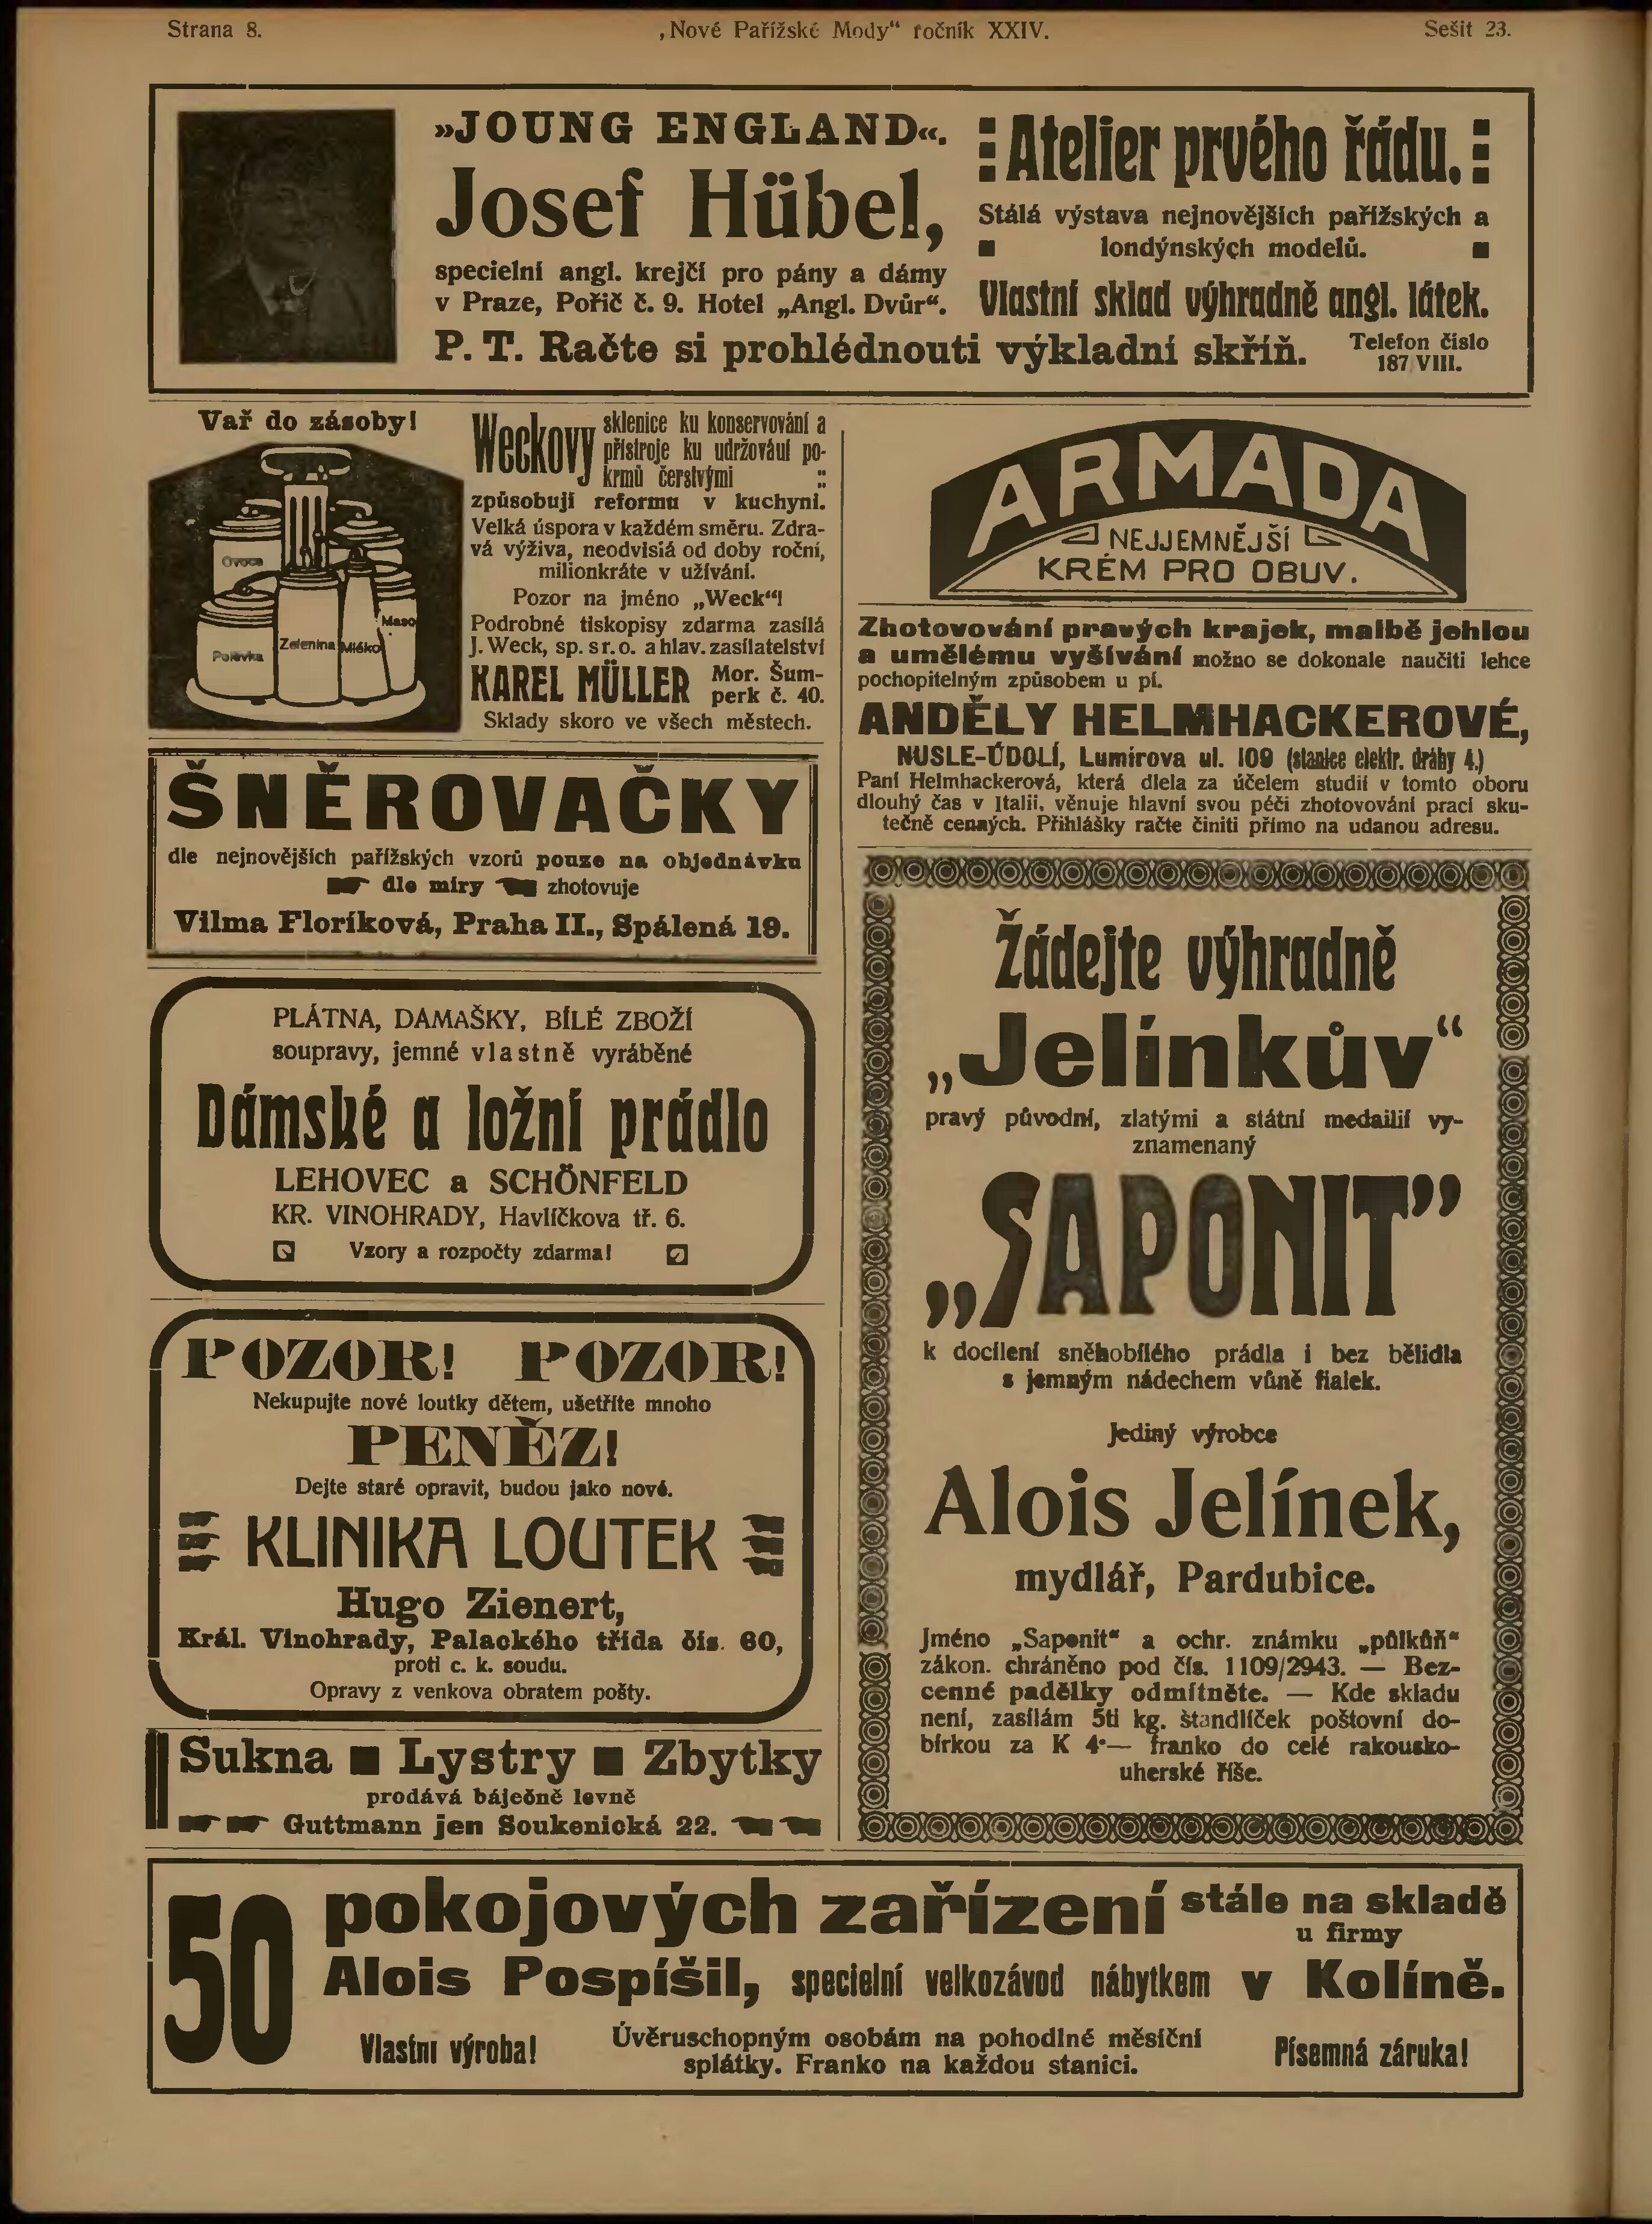 Strana 8.
„Nové Pařížské Mody“ ročník XXIV.
Sešit 23.
»JOUNG ENGLAND«.
Josef Hübel,
specielní angl. krejčí pro pány a dámy
v Praze, Poříč č. 9. Hotel „Angl. Dvůr“.
Atelier prvého řádu.
Stálá výstava nejnovějších pařížských a
londýnských modelů.
Vlastní sklad výhradně angl. látek.
P. T. Račte si prohlédnouti výkladní skříň.
Telefon číslo
187/VIII.
Vař do zásoby!
Ovoce
Polévka
Zelenina
Mléko
Maso
Weckovy
sklenice ku konservování a
přístroje ku udržování po-
krmů čerstvými ::
způsobují reformu v kuchyni.
Velká úspora v každém směru. Zdra-
vá výživa, neodvislá od doby roční,
milionkráte v užívání.
Pozor na jméno „Weck“!
Podrobné tiskopisy zdarma zasílá
J. Weck, sp. s r. o. a hlav. zasílatelství
KAREL MÜLLER
Mor. Šum-
perk č. 40.
Sklady skoro ve všech městech.
ŠNĚROVAČKY
dle nejnovějších pařížských vzorů pouze na objednávku
dle míry zhotovuje
Vilma Floríková, Praha II., Spálená 19.
PLÁTNA, DAMAŠKY, BÍLÉ ZBOŽÍ
soupravy, jemné vlastně vyráběné
Dámské a ložní prádlo
LEHOVEC a SCHÖNFELD
KR. VINOHRADY, Havlíčkova tř. 6.
Vzory a rozpočty zdarma!
POZOR! POZOR!
Nekupujte nové loutky dětem, ušetříte mnoho
PENĚZ!
Dejte staré opravit, budou jako nové.
KLINIKA LOUTEK
Hugo Zienert,
Král. Vinohrady, Palackého třída čís. 60,
proti c. k. soudu.
Opravy z venkova obratem pošty.
Sukna ■ Lystry ■ Zbytky
prodává báječně levně
Guttmann jen Soukenická 22.
ARMADA
NEJJEMNĚJŠÍ
KRÉM PRO OBUV.
Zhotovování pravých krajek, malbě jehlou
a umělému vyšívání možno se dokonale naučiti lehce
pochopitelným způsobem u pí.
ANDĚLY HELMHACKEROVÉ,
NUSLE-ÚDOLÍ, Lumírova ul. 109 (stanice elektr. dráhy 4.)
Paní Helmhackerová, která dlela za účelem studií v tomto oboru
dlouhý čas v Italii, věnuje hlavní svou péči zhotovování prací sku-
tečně cenných. Přihlášky račte činiti přímo na udanou adresu.
Žádejte výhradně
„Jelínkův“
pravý původní, zlatými a státní medailií vy-
znamenaný
„SAPONIT”
k docílení sněhobílého prádla i bez bělidla
s jemným nádechem vůně fialek.
Jediný výrobce
Alois Jelínek,
mydlář, Pardubice.
Jméno „Saponit“ a ochr. známku „půlkůň“
zákon. chráněno pod čís. 1109/2943. — Bez-
cenné padělky odmítněte. — Kde skladu
není, zasílám 5ti kg. štandlíček poštovní do-
bírkou za K 4·— franko do celé rakousko-
uherské říše.
50
pokojových zařízení stále na skladě
u firmy
Alois Pospíšil, specielní velkozávod nábytkem v Kolíně.
Vlastní výroba!
Úvěruschopným osobám na pohodlné měsíční
splátky. Franko na každou stanici.
Písemná záruka!